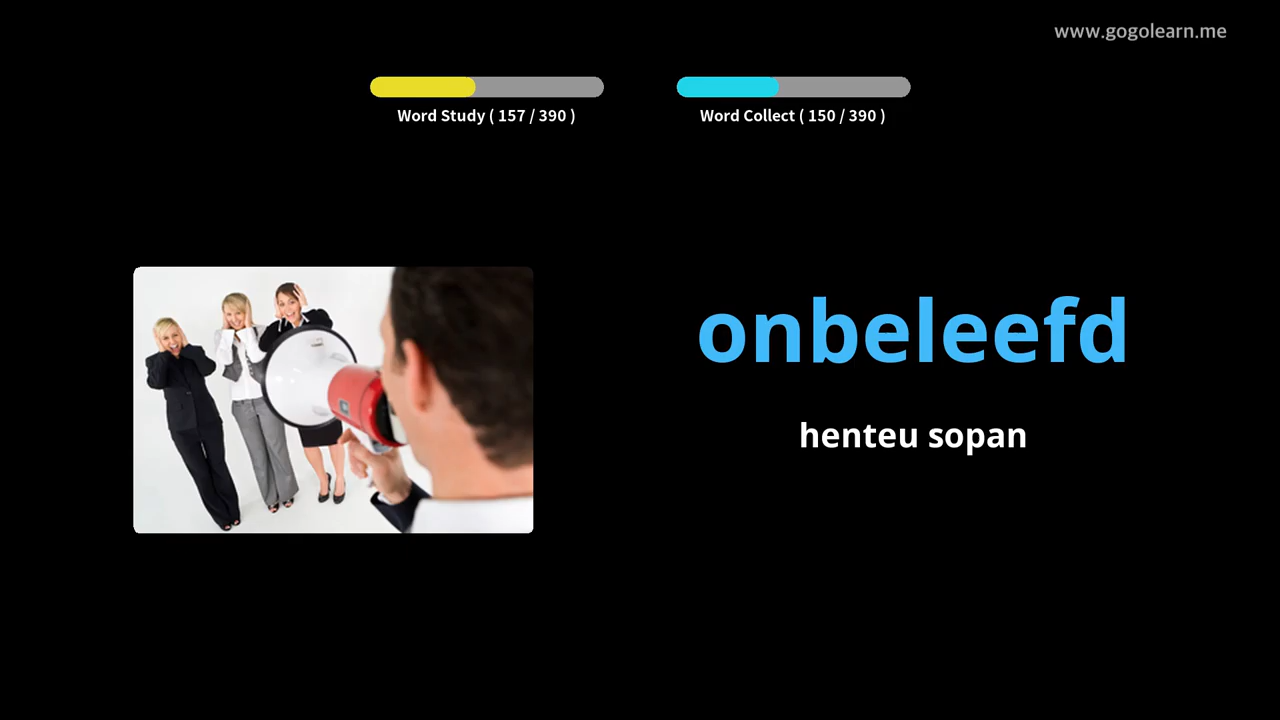 www.gogolearn.me
Word Study ( 157 / 390 )
Word Collect ( 150 / 390 )
onbeleefd
henteu sopan